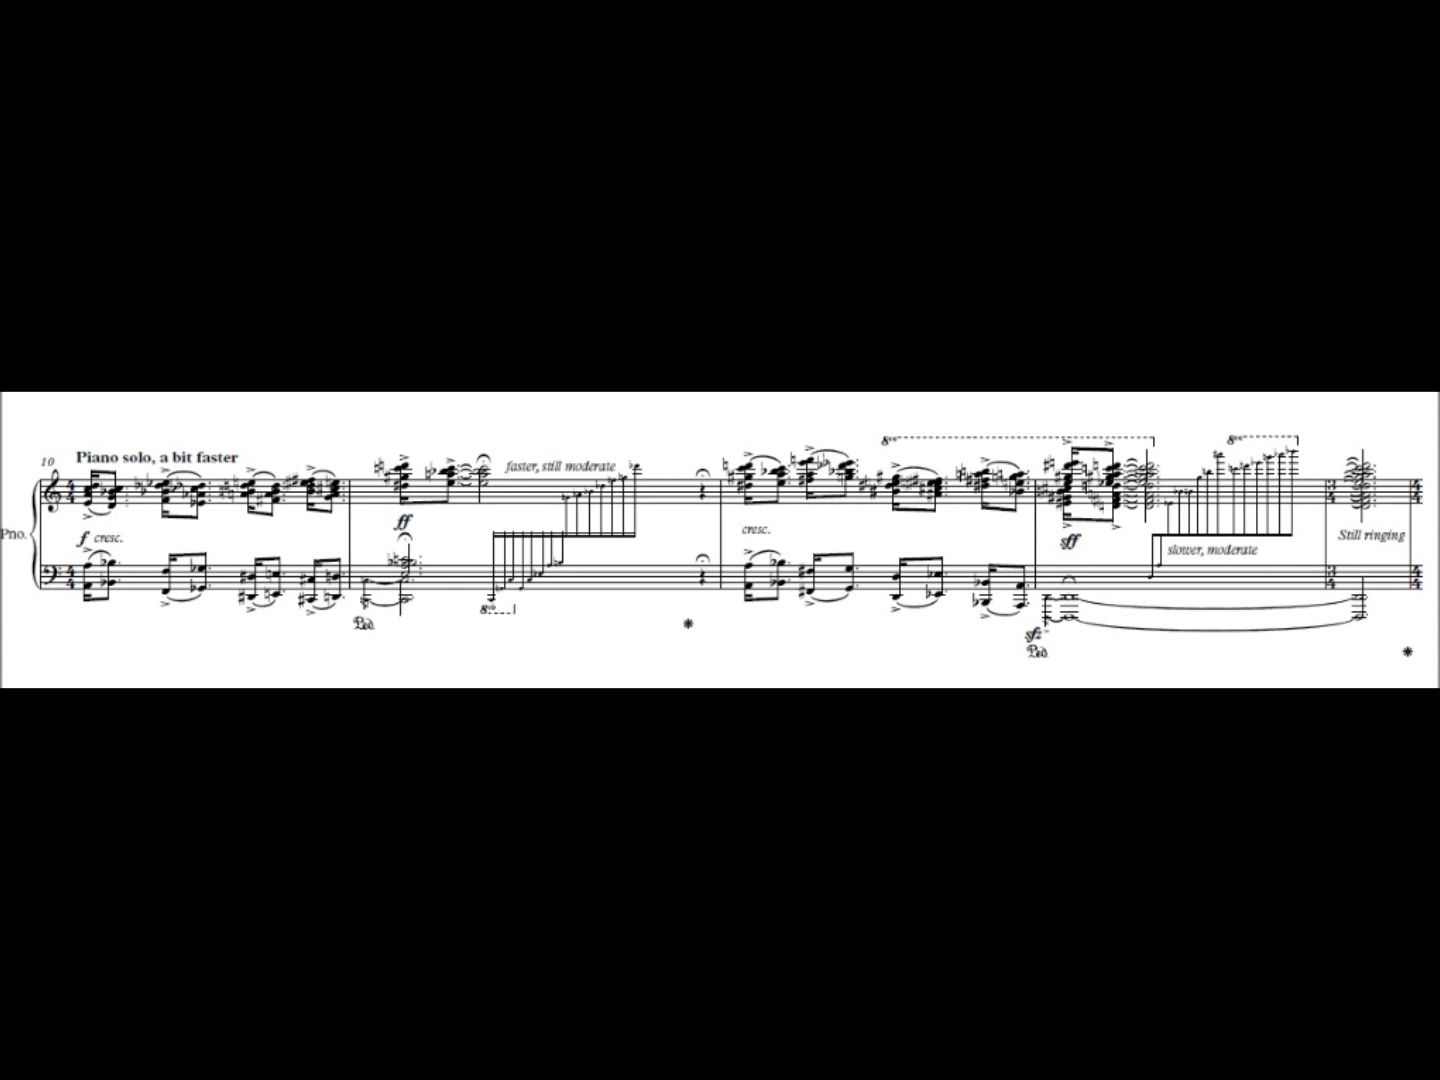 10
Piano solo, a bit faster
Pno.
f cresc.
ff
faster, still moderate
8vb
Ped.
cresc.
8va
sff
8va
slower, moderate
Still ringing
sfz
Ped.